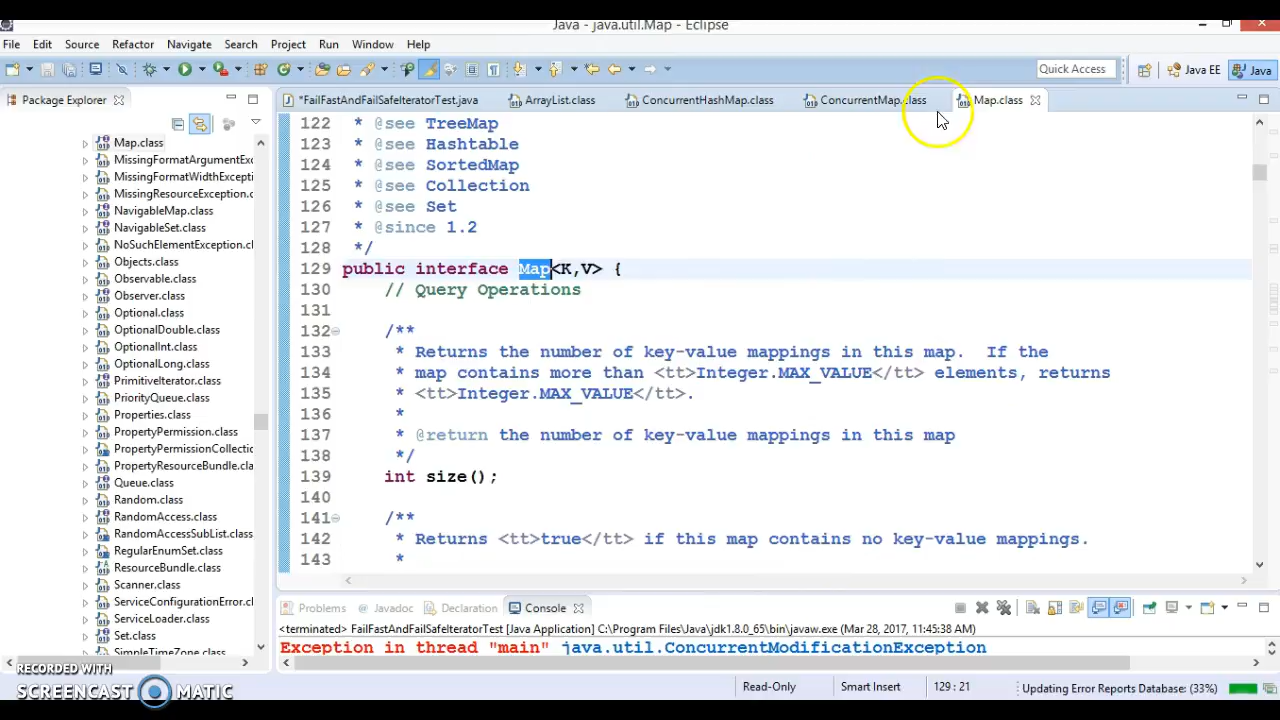 Java - java.util.Map - Eclipse
File Edit Source Refactor Navigate Search Project Run Window Help
Quick Access Java EE Java
Package Explorer
*FailFastAndFailSafeIteratorTest.java ArrayList.class ConcurrentHashMap.class ConcurrentMap.class Map.class
Map.class
MissingFormatArgumentExc
MissingFormatWidthExcepti
MissingResourceException.c
NavigableMap.class
NavigableSet.class
NoSuchElementException.cl
Objects.class
Observable.class
Observer.class
Optional.class
OptionalDouble.class
OptionalInt.class
OptionalLong.class
PrimitiveIterator.class
PriorityQueue.class
Properties.class
PropertyPermission.class
PropertyPermissionCollectic
PropertyResourceBundle.cla
Queue.class
Random.class
RandomAccess.class
RandomAccessSubList.class
RegularEnumSet.class
ResourceBundle.class
Scanner.class
ServiceConfigurationError.cl
ServiceLoader.class
Set.class
SimpleTimeZone.class
122 * @see TreeMap
123 * @see Hashtable
124 * @see SortedMap
125 * @see Collection
126 * @see Set
127 * @since 1.2
128 */
129 public interface Map<K,V> {
130 // Query Operations
131
132 /**
133 * Returns the number of key-value mappings in this map. If the
134 * map contains more than <tt>Integer.MAX_VALUE</tt> elements, returns
135 * <tt>Integer.MAX_VALUE</tt>.
136 *
137 * @return the number of key-value mappings in this map
138 */
139 int size();
140
141 /**
142 * Returns <tt>true</tt> if this map contains no key-value mappings.
143 *
Problems @ Javadoc Declaration Console
<terminated> FailFastAndFailSafeIteratorTest [Java Application] C:\Program Files\Java\jdk1.8.0_65\bin\javaw.exe (Mar 28, 2017, 11:45:38 AM)
Exception in thread "main" java.util.ConcurrentModificationException
Read-Only Smart Insert 129 : 21 Updating Error Reports Database: (33%)
RECORDED WITH
SCREENCAST MATIC